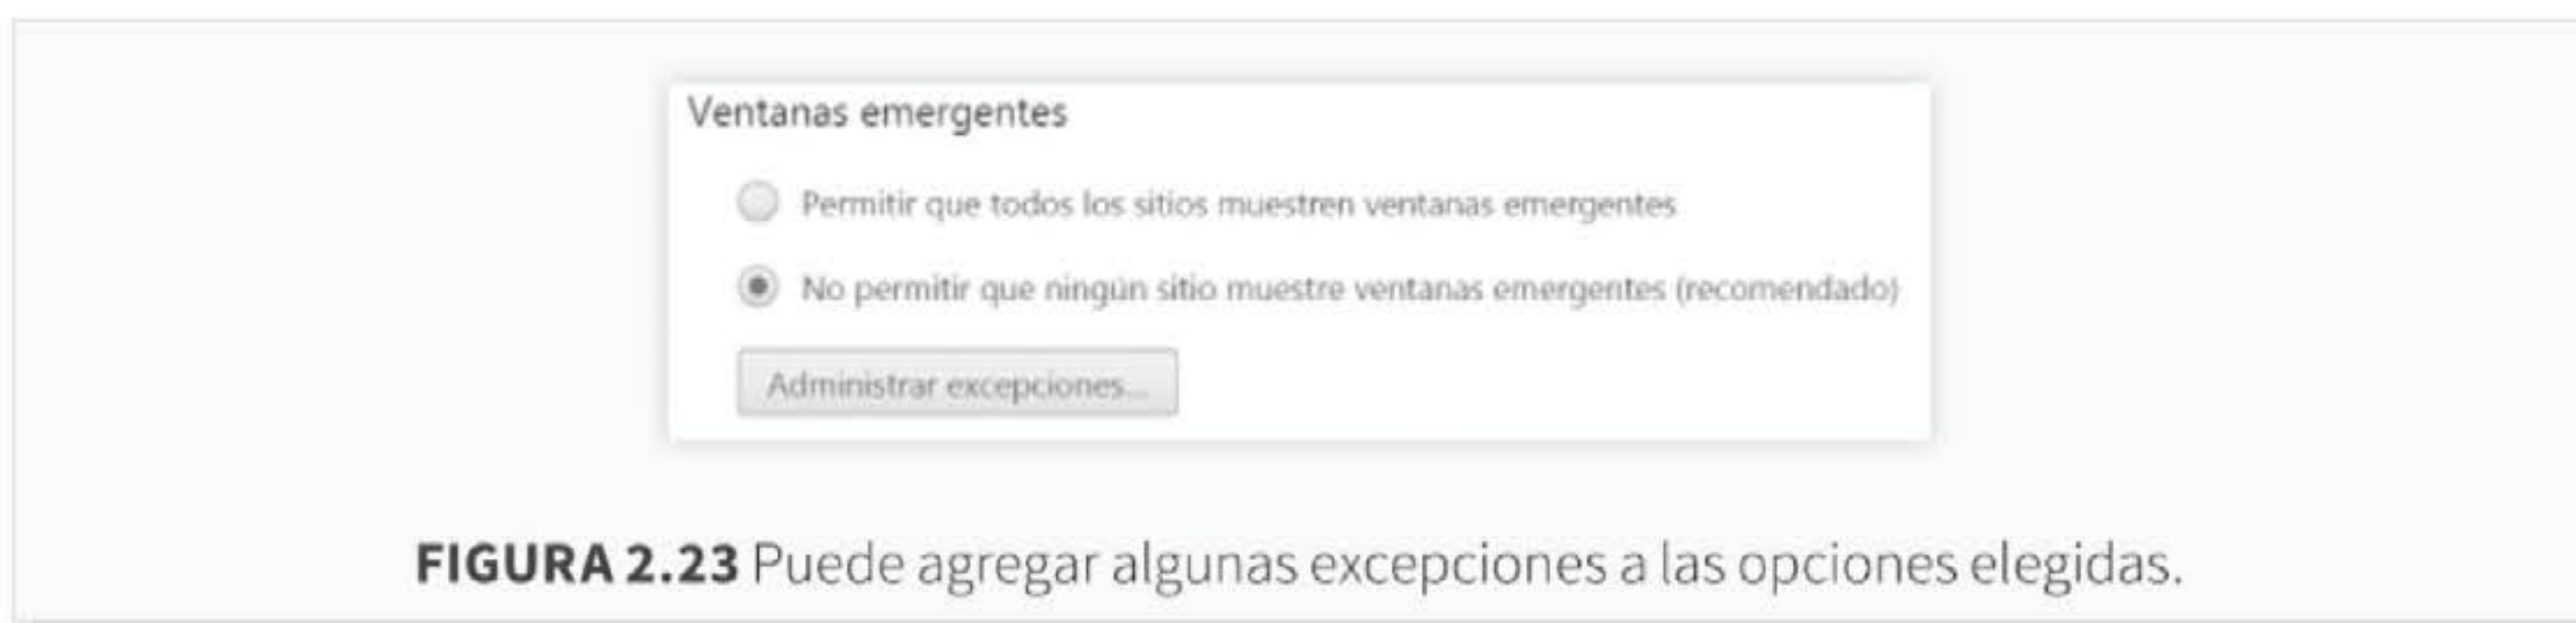 Ventanas emergentes
Permitir que todos los sitios muestren ventanas emergentes
No permitir que ningún sitio muestre ventanas emergentes (recomendado)
Administrar excepciones...
FIGURA 2.23 Puede agregar algunas excepciones a las opciones elegidas.